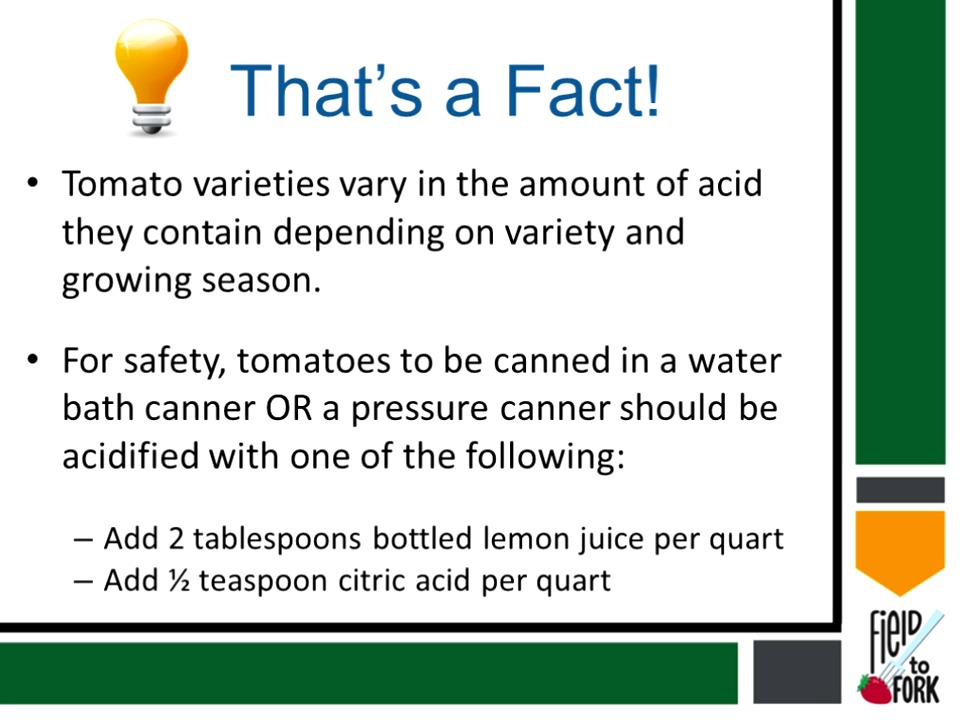 That's a Fact!
• Tomato varieties vary in the amount of acid
they contain depending on variety and
growing season.
• For safety, tomatoes to be canned in a water
bath canner OR a pressure canner should be
acidified with one of the following:
– Add 2 tablespoons bottled lemon juice per quart
– Add ½ teaspoon citric acid per quart
FiELD
to
FORK